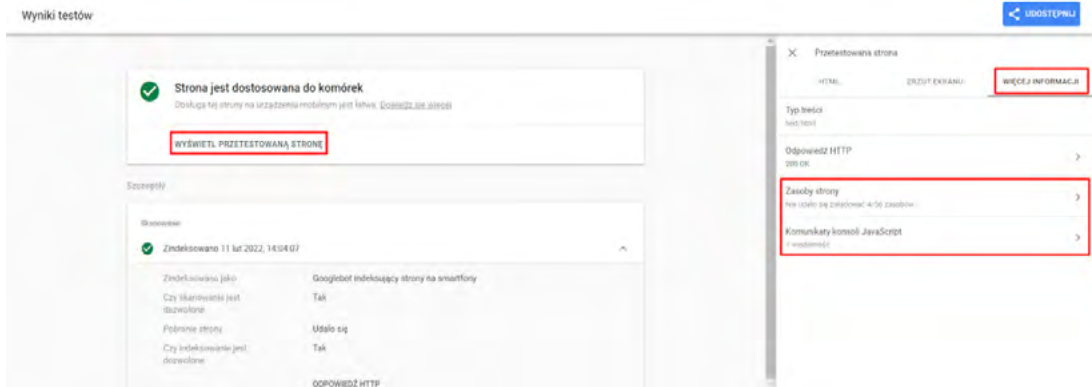 Wyniki testów
UDOSTĘPNIJ
Strona jest dostosowana do komórek
Obsługa tej strony na urządzeniu mobilnym jest łatwa. Dowiedz się więcej
WYŚWIETL PRZETESTOWANĄ STRONĘ
Szczegóły
Skanowanie
Zindeksowano 11 lut 2022, 14:04:07
Zindeksowano jako
Googlebot indeksujący strony na smartfony
Czy skanowanie jest
dozwolone
Tak
Pobranie strony
Udało się
Czy indeksowanie jest
dozwolone
Tak
ODPOWIEDŹ HTTP
Przetestowana strona
HTML
ZRZUT EKRANU
WIĘCEJ INFORMACJI
Typ treści
text/html
Odpowiedź HTTP
200 OK
Zasoby strony
Nie udało się załadować zasobów
Komunikaty konsoli JavaScript
1 wiadomość